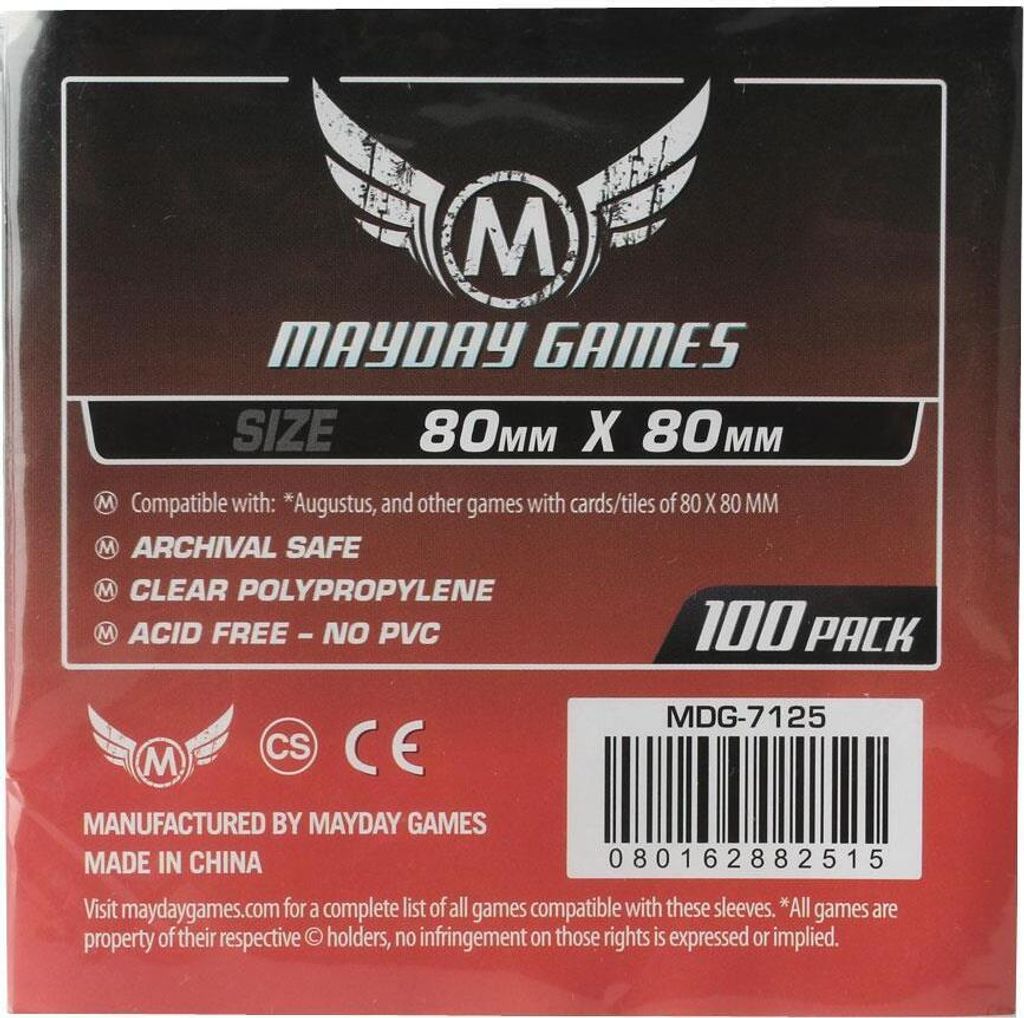 M
MAYDAY GAMES
SIZE 80MM X 80MM
M Compatible with: *Augustus, and other games with cards/tiles of 80 X 80 MM
M ARCHIVAL SAFE
M CLEAR POLYPROPYLENE
M ACID FREE – NO PVC
100 PACK
M CS CE
MDG-7125
080162882515
MANUFACTURED BY MAYDAY GAMES
MADE IN CHINA
Visit maydaygames.com for a complete list of all games compatible with these sleeves. *All games are
property of their respective © holders, no infringement on those rights is expressed or implied.